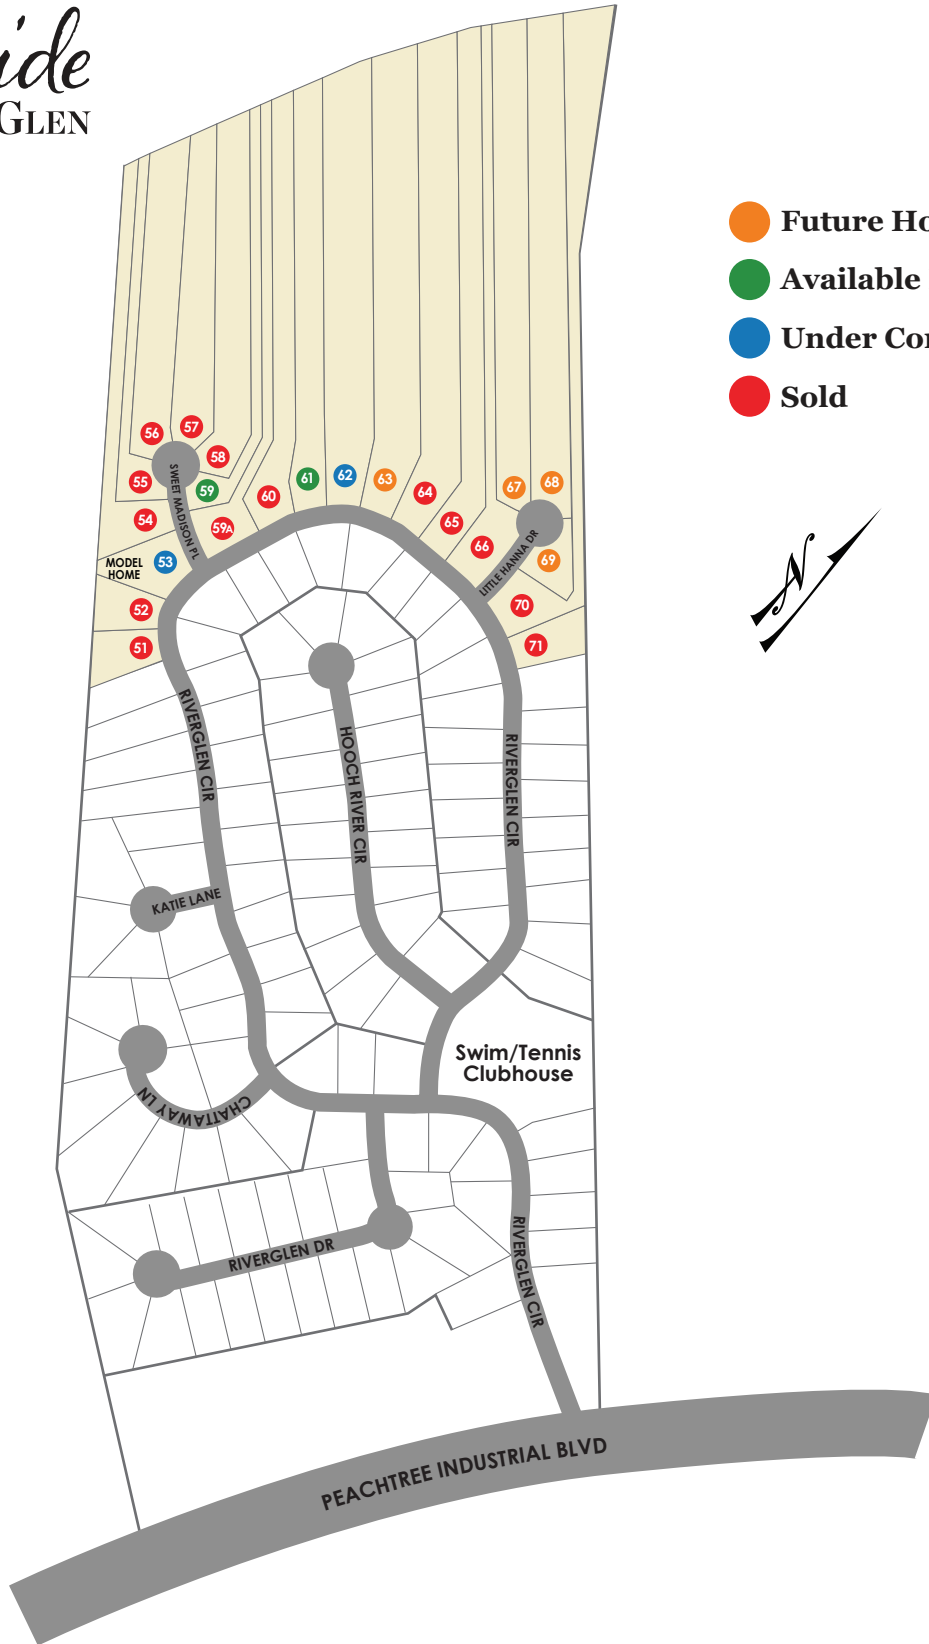 ide
GLEN
Future Ho
Available
Under Con
Sold
56
57
58
55
59
54
59A
60
61
62
63
64
65
66
67
68
69
70
71
SWEET MADISON PL
MODEL
HOME
53
52
51
LITTLE HANNA DR
RIVERGLEN CIR
HOOCH RIVER CIR
RIVERGLEN CIR
KATIE LANE
Swim/Tennis
Clubhouse
CHATTAWAY LN
RIVERGLEN DR
RIVERGLEN CIR
PEACHTREE INDUSTRIAL BLVD
N